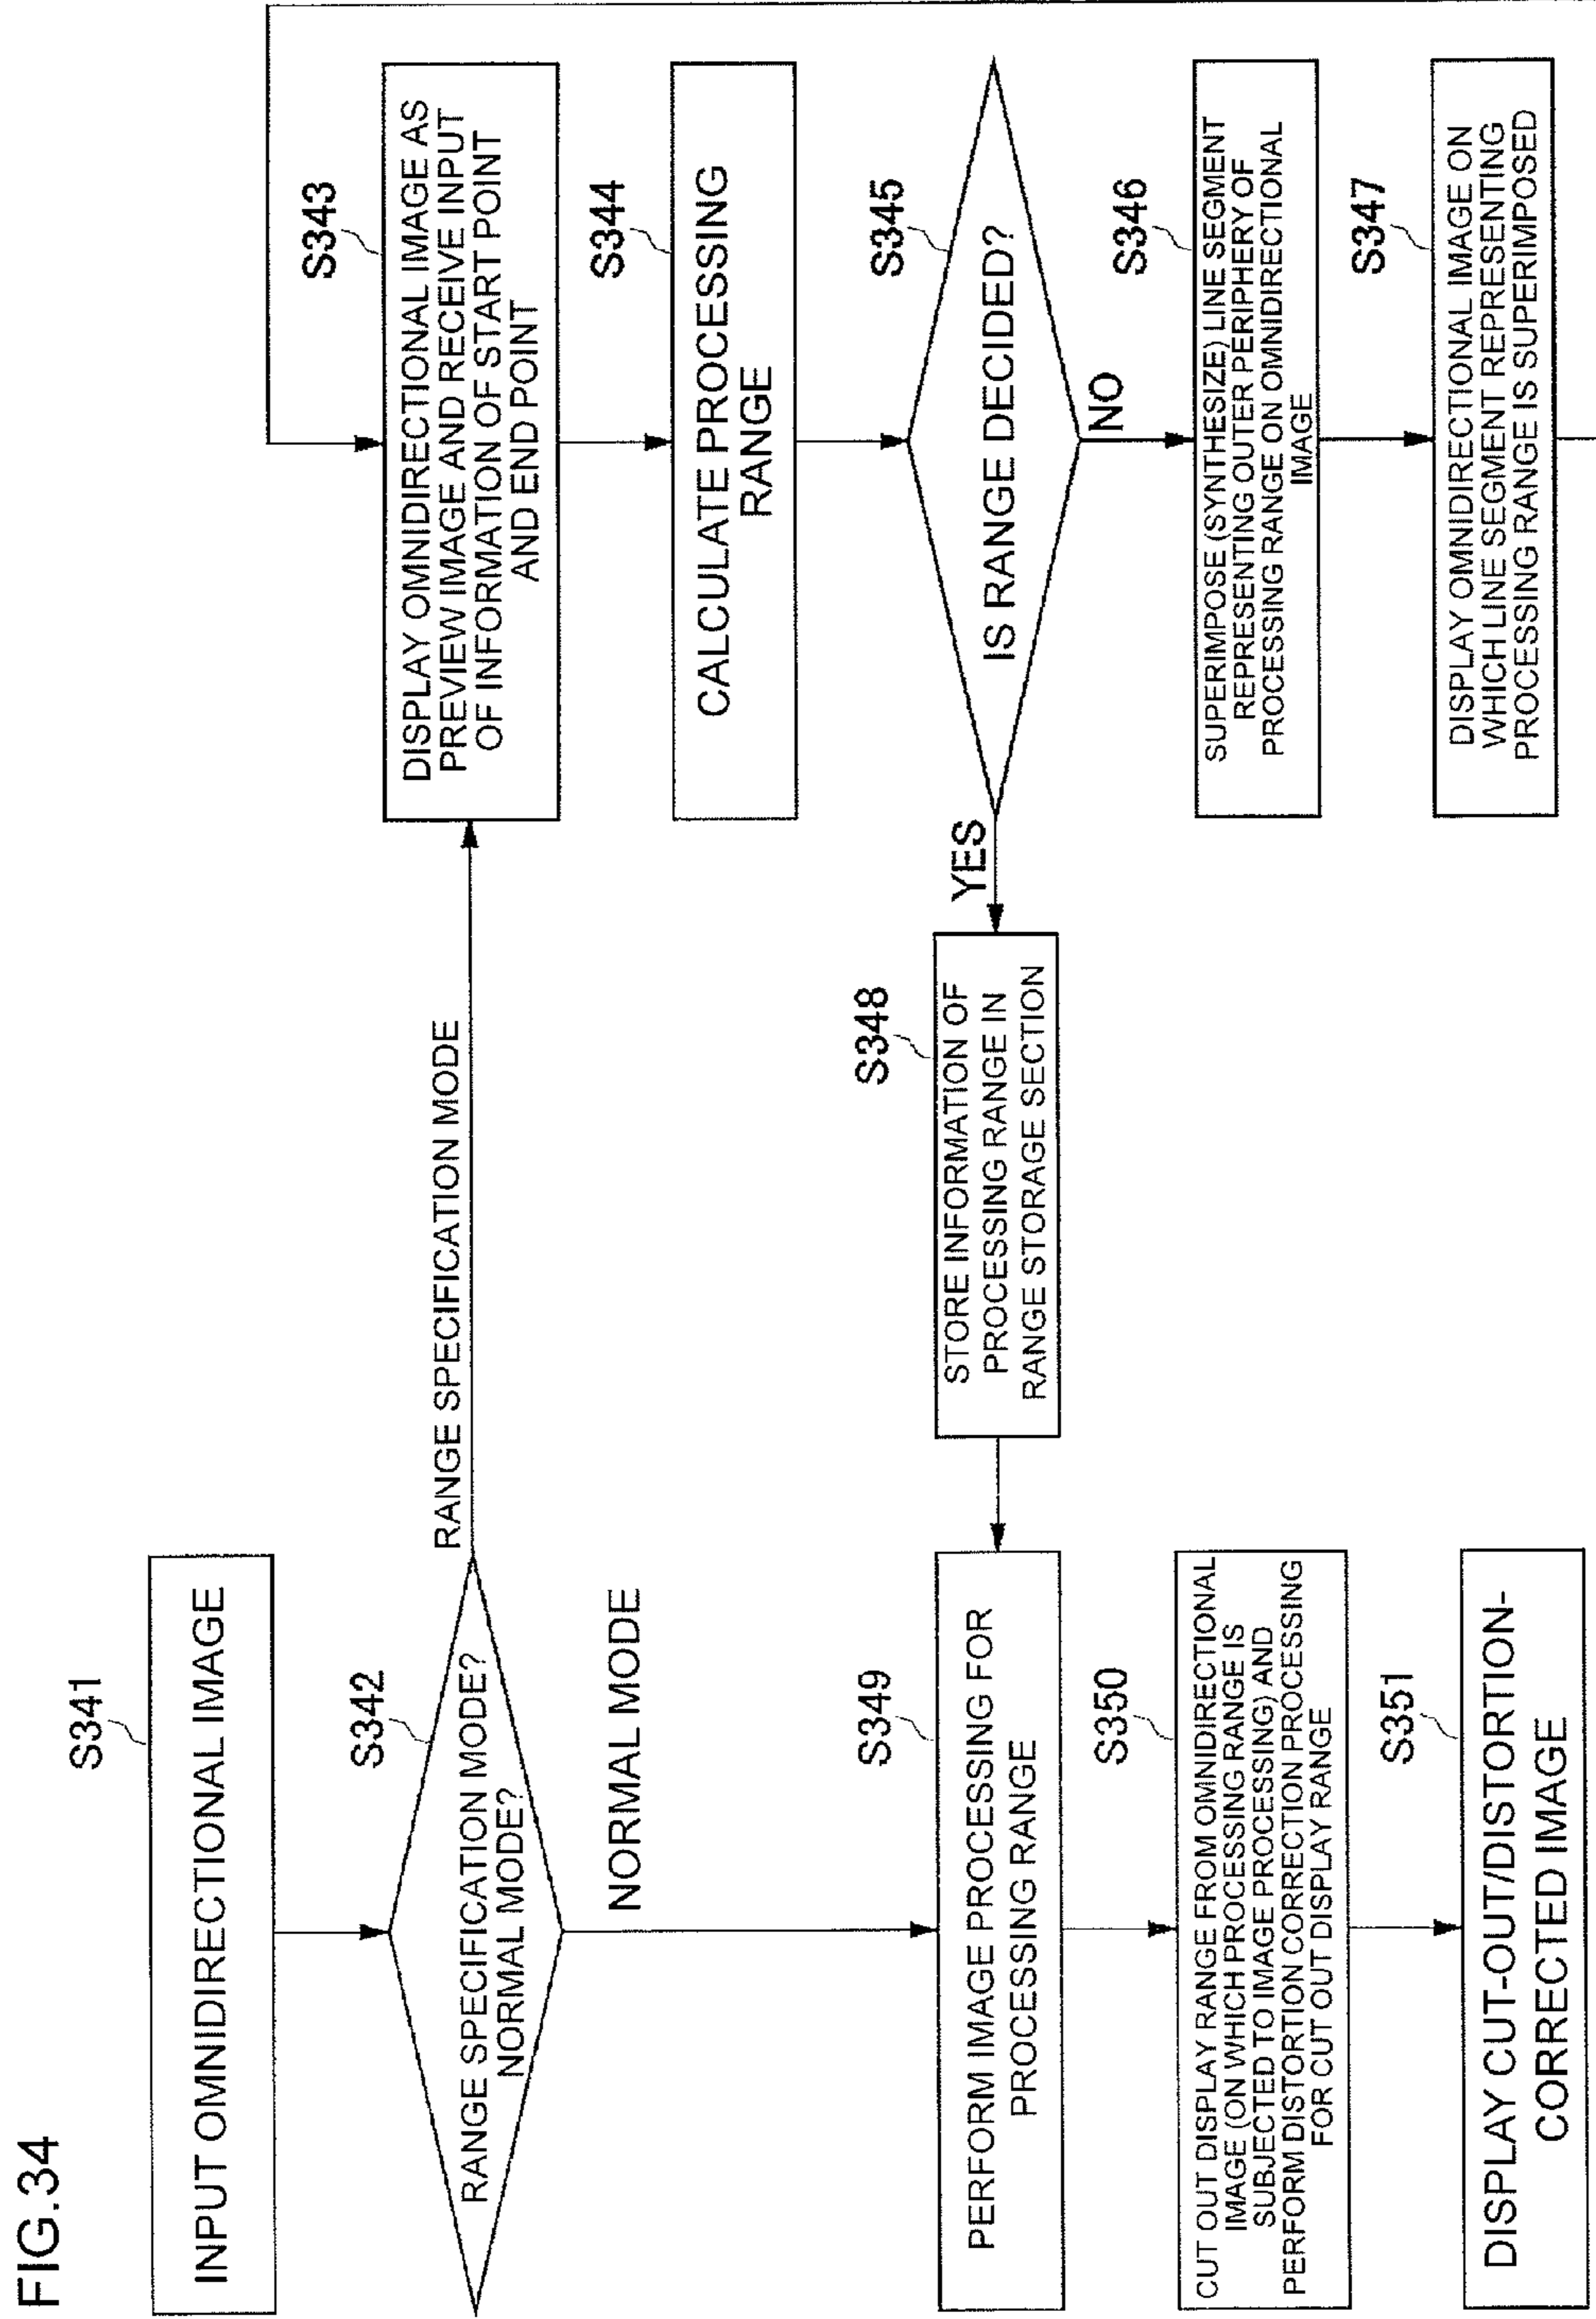 FIG.34
S341
INPUT OMNIDIRECTIONAL IMAGE
S342
RANGE SPECIFICATION MODE?
NORMAL MODE?
RANGE SPECIFICATION MODE
NORMAL MODE
S343
DISPLAY OMNIDIRECTIONAL IMAGE AS
PREVIEW IMAGE AND RECEIVE INPUT
OF INFORMATION OF START POINT
AND END POINT
S344
CALCULATE PROCESSING
RANGE
S345
IS RANGE DECIDED?
YES
NO
S346
SUPERIMPOSE (SYNTHESIZE) LINE SEGMENT
REPRESENTING OUTER PERIPHERY OF
PROCESSING RANGE ON OMNIDIRECTIONAL
IMAGE
S347
DISPLAY OMNIDIRECTIONAL IMAGE ON
WHICH LINE SEGMENT REPRESENTING
PROCESSING RANGE IS SUPERIMPOSED
S348
STORE INFORMATION OF
PROCESSING RANGE IN
RANGE STORAGE SECTION
S349
PERFORM IMAGE PROCESSING FOR
PROCESSING RANGE
S350
CUT OUT DISPLAY RANGE FROM OMNIDIRECTIONAL
IMAGE (ON WHICH PROCESSING RANGE IS
SUBJECTED TO IMAGE PROCESSING) AND
PERFORM DISTORTION CORRECTION PROCESSING
FOR CUT OUT DISPLAY RANGE
S351
DISPLAY CUT-OUT/DISTORTION-
CORRECTED IMAGE